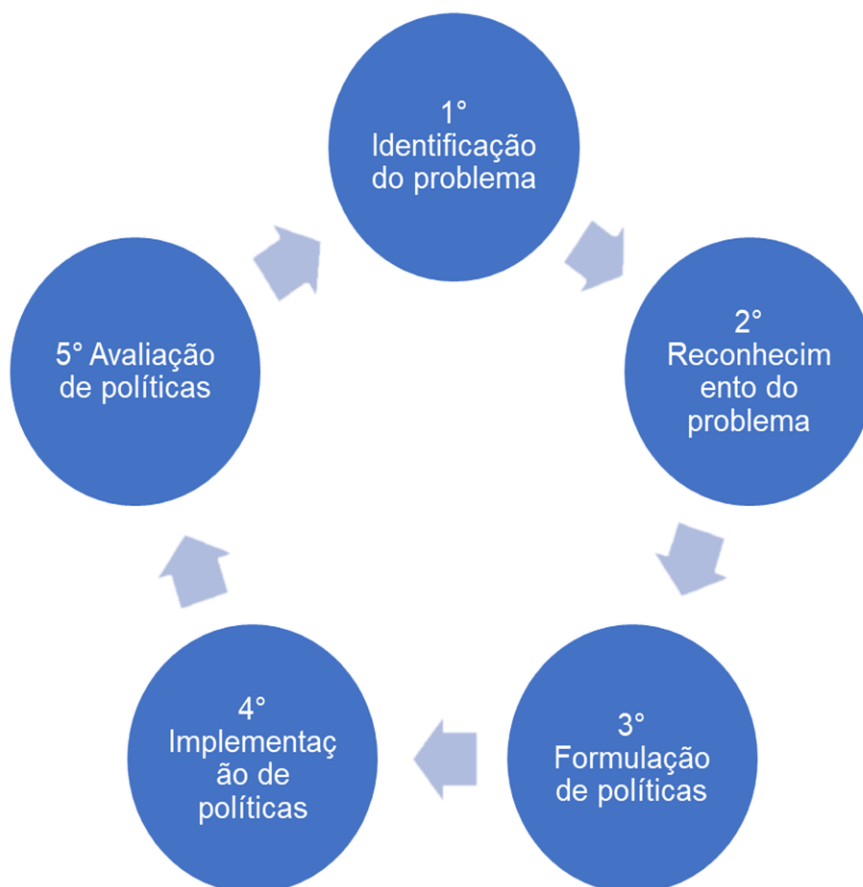 1°
Identificação
do problema
2°
Reconhecim
ento do
problema
3°
Formulação
de políticas
4°
Implementaç
ão de
políticas
5° Avaliação
de políticas